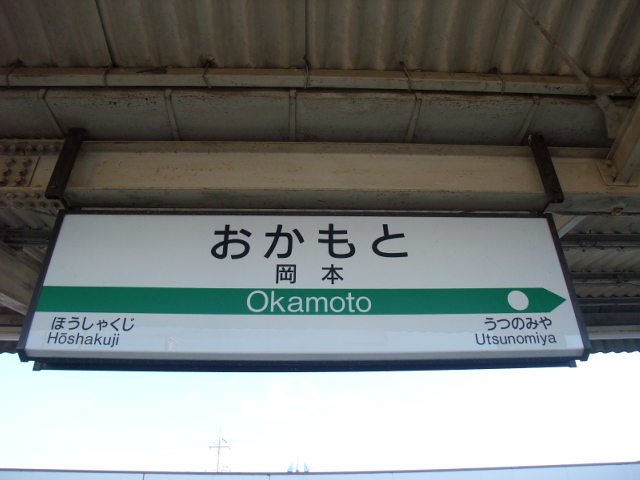 おかもと
岡本
Okamoto
ほうしゃくじ
Hōshakuji
うつのみや
Utsunomiya